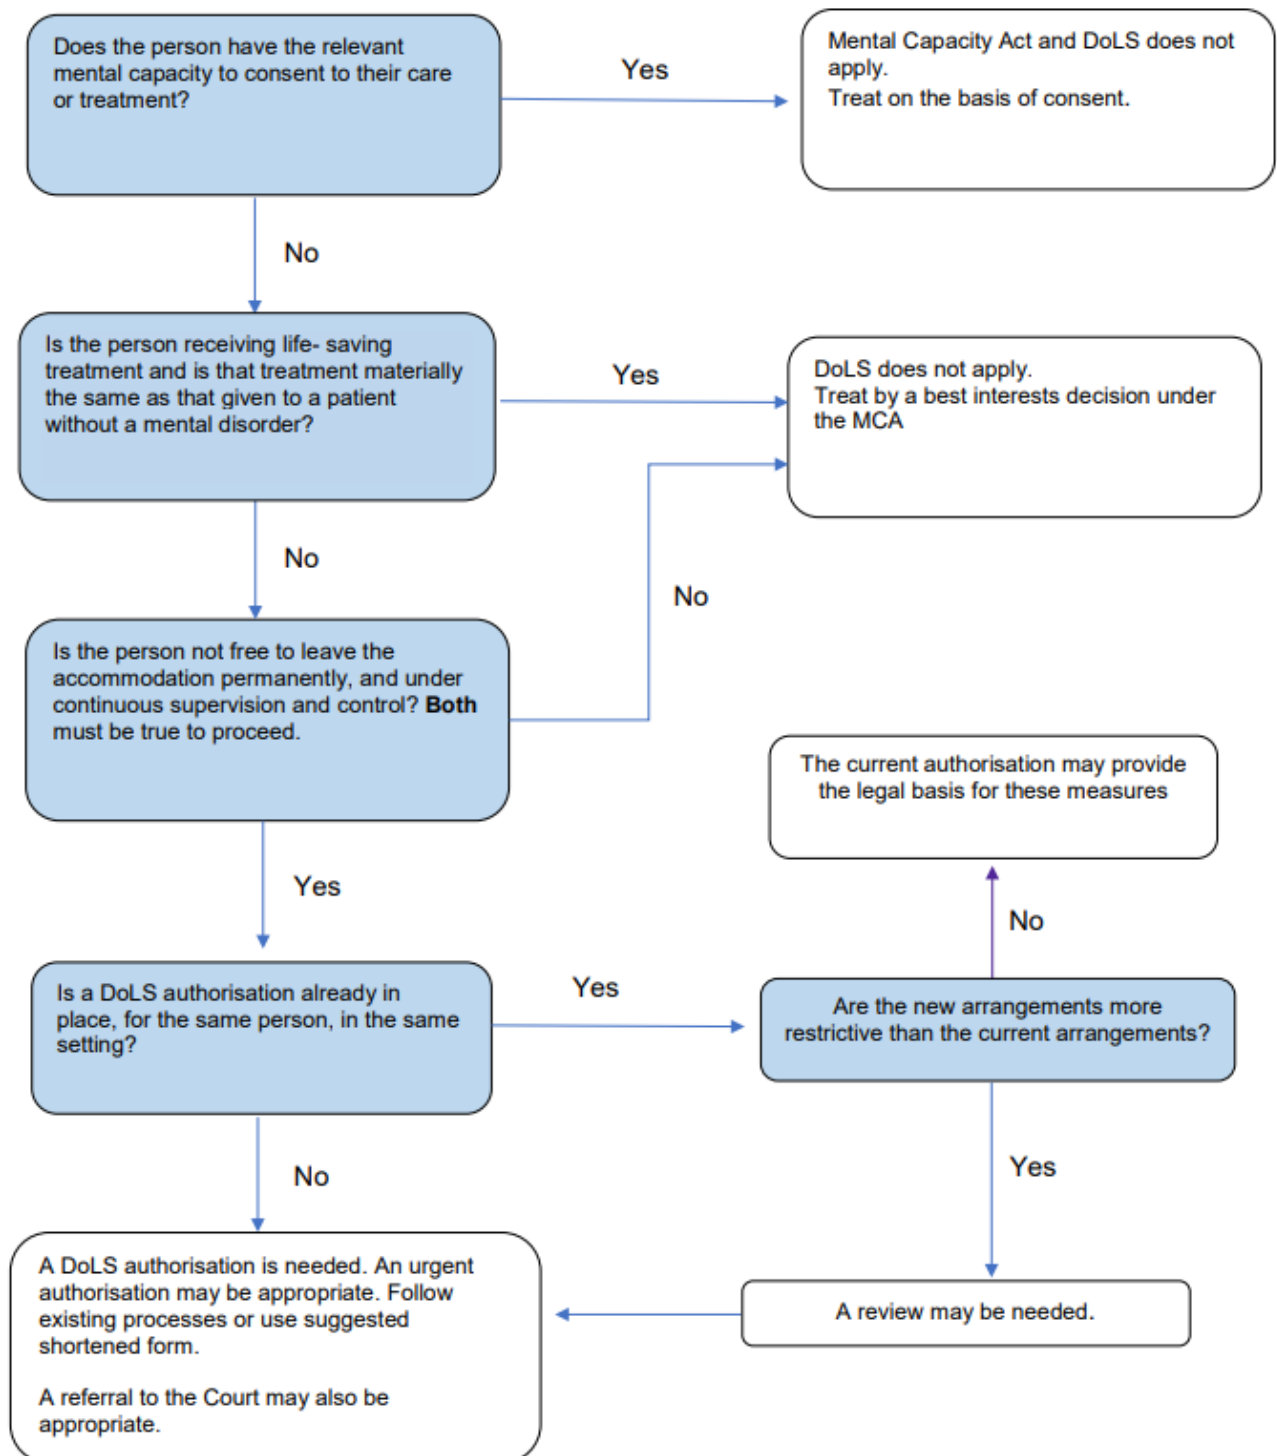 Does the person have the relevant
mental capacity to consent to their care
or treatment?
Yes
Mental Capacity Act and DoLS does not
apply.
Treat on the basis of consent.
No
Is the person receiving life- saving
treatment and is that treatment materially
the same as that given to a patient
without a mental disorder?
Yes
DoLS does not apply.
Treat by a best interests decision under
the MCA
No
No
Is the person not free to leave the
accommodation permanently, and under
continuous supervision and control? Both
must be true to proceed.
The current authorisation may provide
the legal basis for these measures
Yes
No
Is a DoLS authorisation already in
place, for the same person, in the same
setting?
Yes
Are the new arrangements more
restrictive than the current arrangements?
No
Yes
A DoLS authorisation is needed. An urgent
authorisation may be appropriate. Follow
existing processes or use suggested
shortened form.
A referral to the Court may also be
appropriate.
A review may be needed.